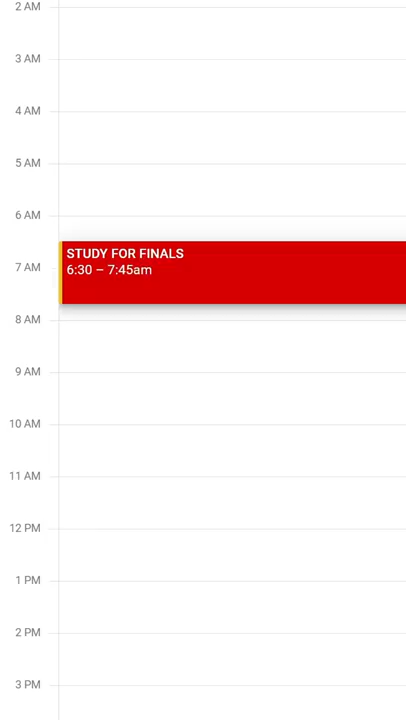 2 AM
3 AM
4 AM
5 AM
6 AM
STUDY FOR FINALS
7 AM
6:30 – 7:45am
8 AM
9 AM
10 AM
11 AM
12 PM
1 PM
2 PM
3 PM